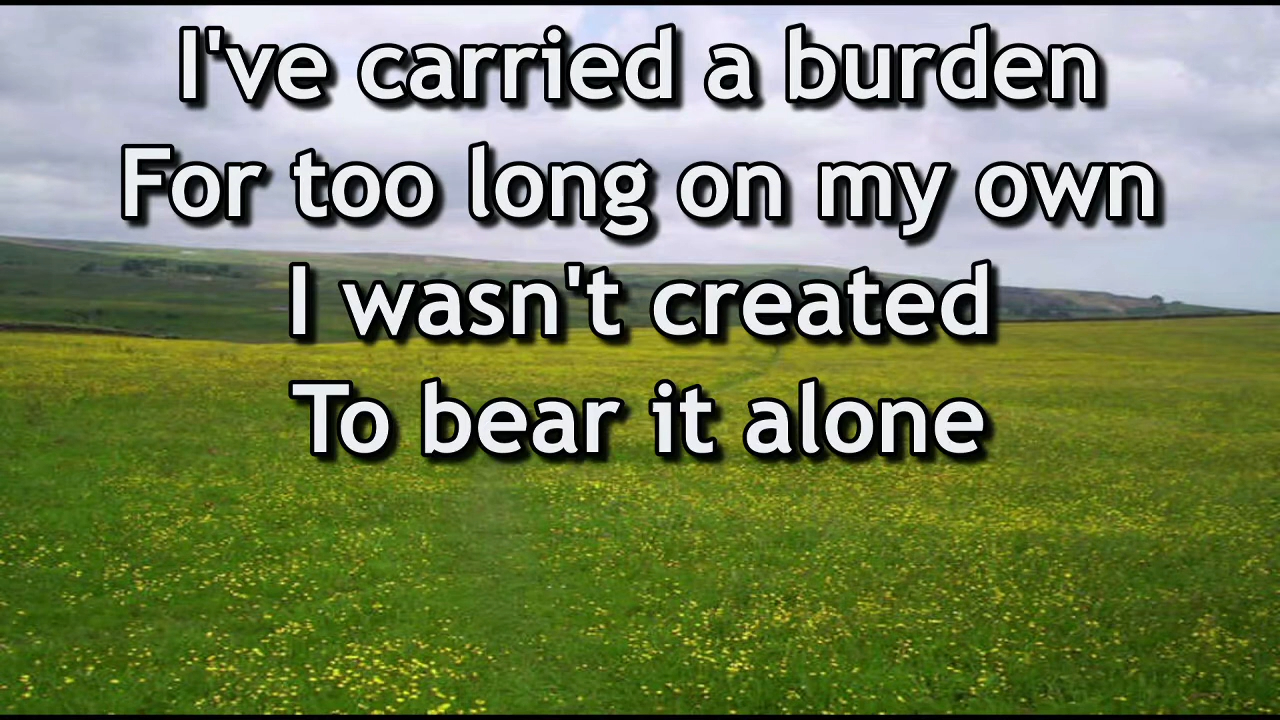 I've carried a burden
For too long on my own
I wasn't created
To bear it alone